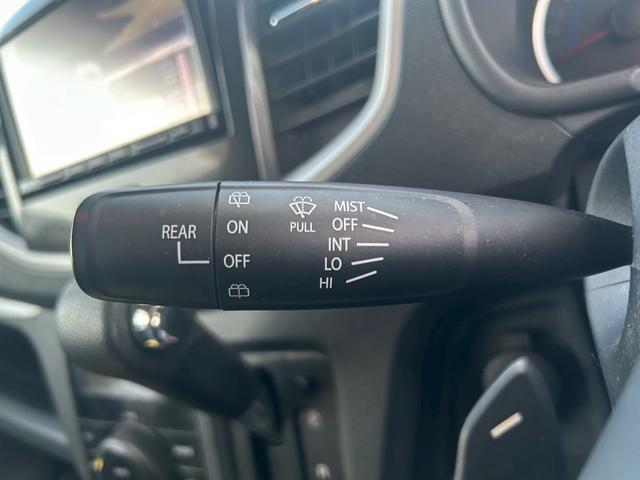 REAR
ON
OFF
PULL
MIST
OFF
INT
LO
HI